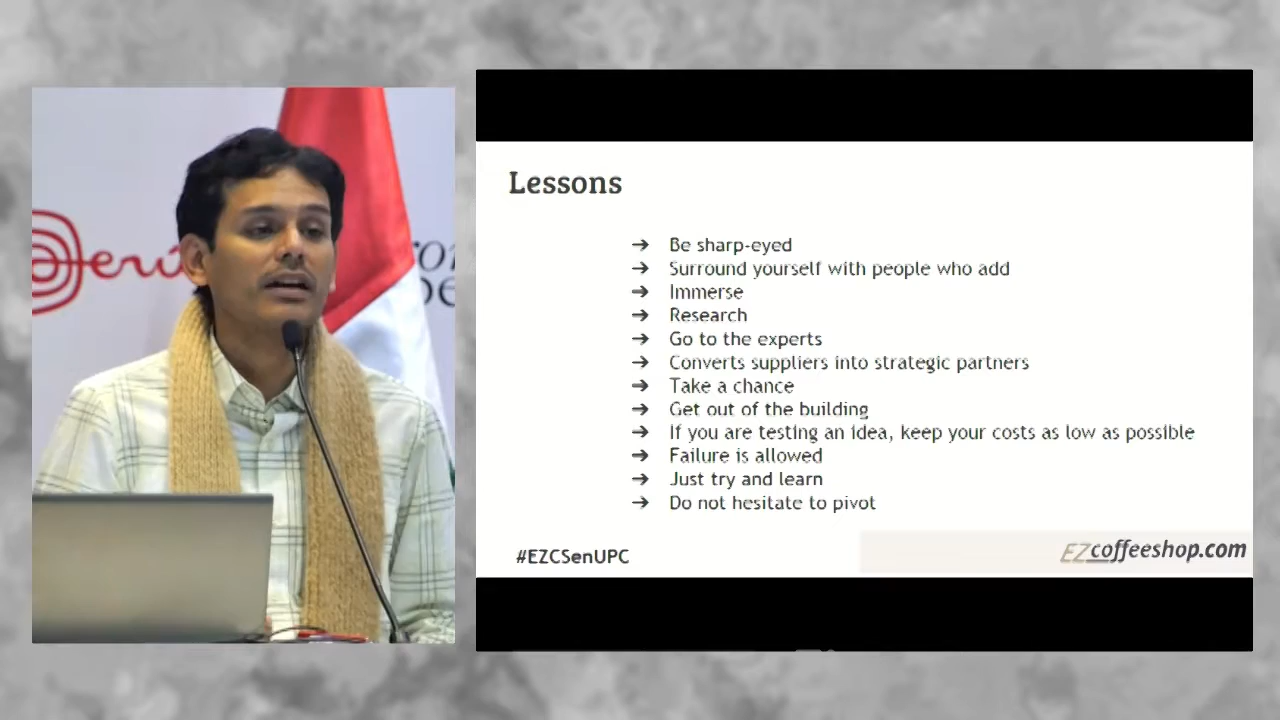 Perú
Lessons
➔ Be sharp-eyed
➔ Surround yourself with people who add
➔ Immerse
➔ Research
➔ Go to the experts
➔ Converts suppliers into strategic partners
➔ Take a chance
➔ Get out of the building
➔ If you are testing an idea, keep your costs as low as possible
➔ Failure is allowed
➔ Just try and learn
➔ Do not hesitate to pivot
#EZCSenUPC
EZcoffeeshop.com